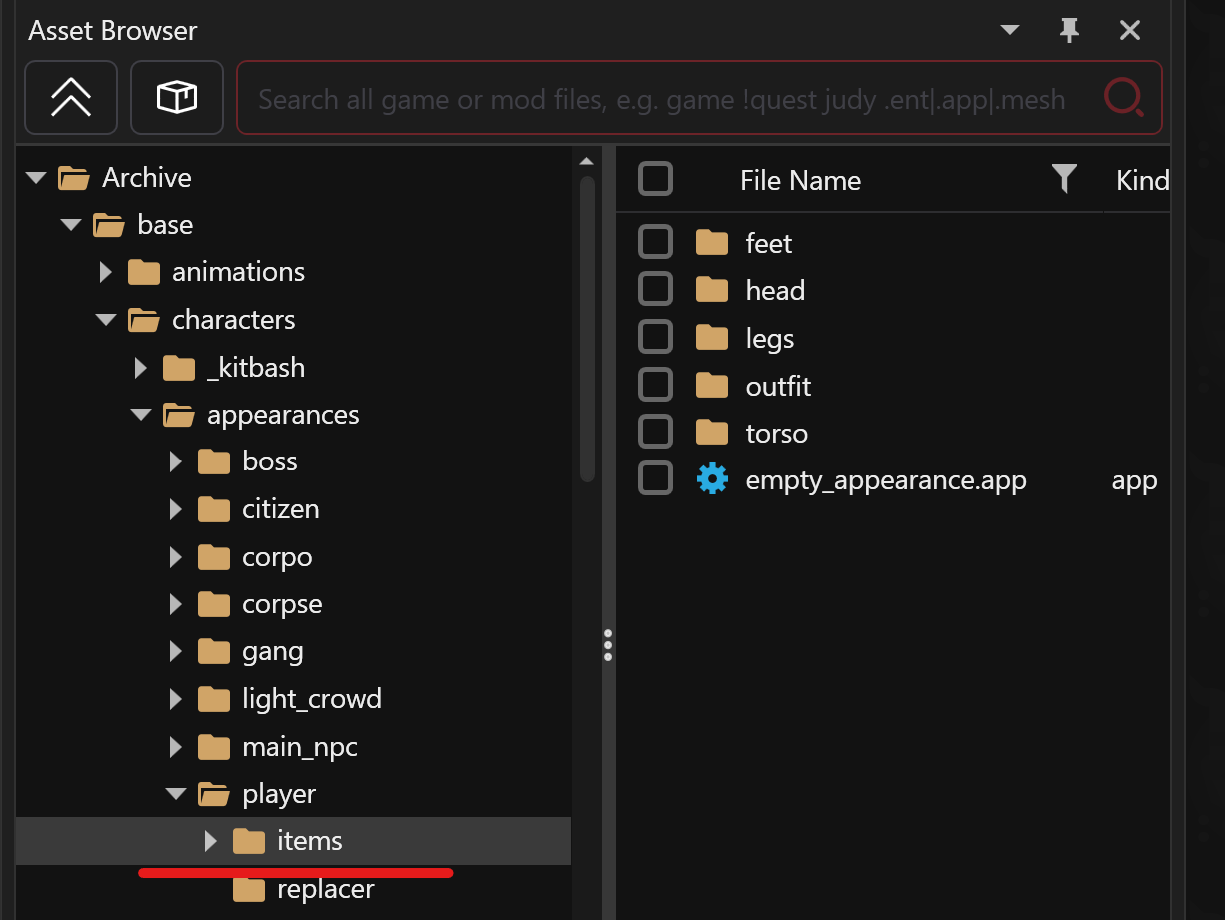 Asset Browser
Search all game or mod files, e.g. game !quest judy .ent|.app|.mesh
Archive
base
animations
characters
_kitbash
appearances
boss
citizen
corpo
corpse
gang
light_crowd
main_npc
player
items
replacer
File Name Kind
feet
head
legs
outfit
torso
empty_appearance.app app